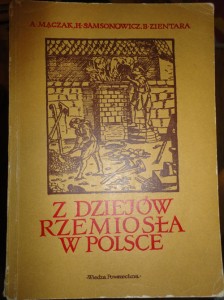 A. MĄCZAK, H. SAMSONOWICZ, B. ZIENTARA
Z DZIEJÓW
RZEMIOSŁA
W POLSCE
Wiedza Powszechna